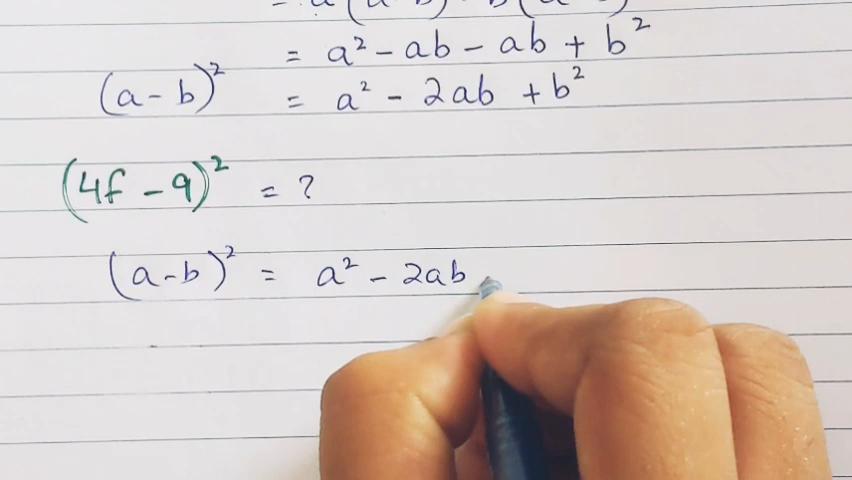 = a² - ab - ab + b²
(a - b)² = a² - 2ab + b²
(4f - 9)² = ?
(a - b)² = a² - 2ab